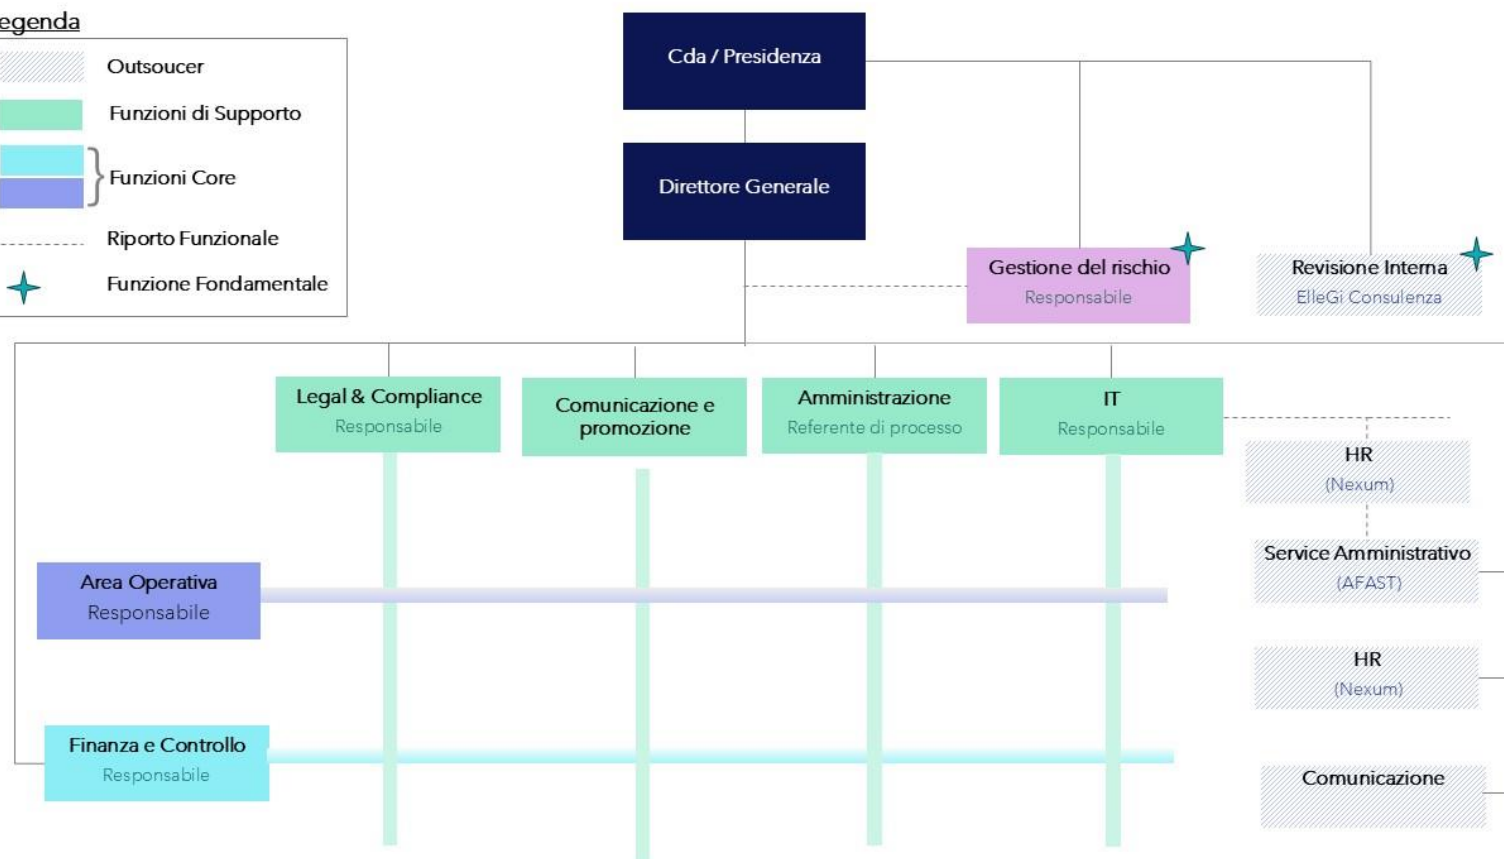 egenda
Outsoucer
Funzioni di Supporto
Funzioni Core
Riporto Funzionale
Funzione Fondamentale
Cda / Presidenza
Direttore Generale
Gestione del rischio
Responsabile
Revisione Interna
ElleGi Consulenza
Legal & Compliance
Responsabile
Comunicazione e
promozione
Amministrazione
Referente di processo
IT
Responsabile
HR
(Nexum)
Service Amministrativo
(AFAST)
Area Operativa
Responsabile
HR
(Nexum)
Finanza e Controllo
Responsabile
Comunicazione